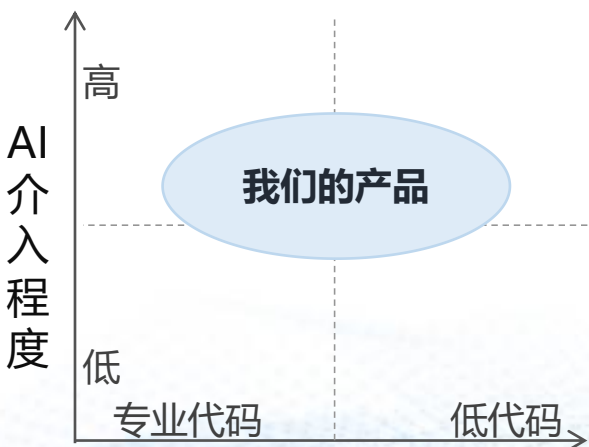 高
AI介入程度
我们的产品
低
专业代码
低代码